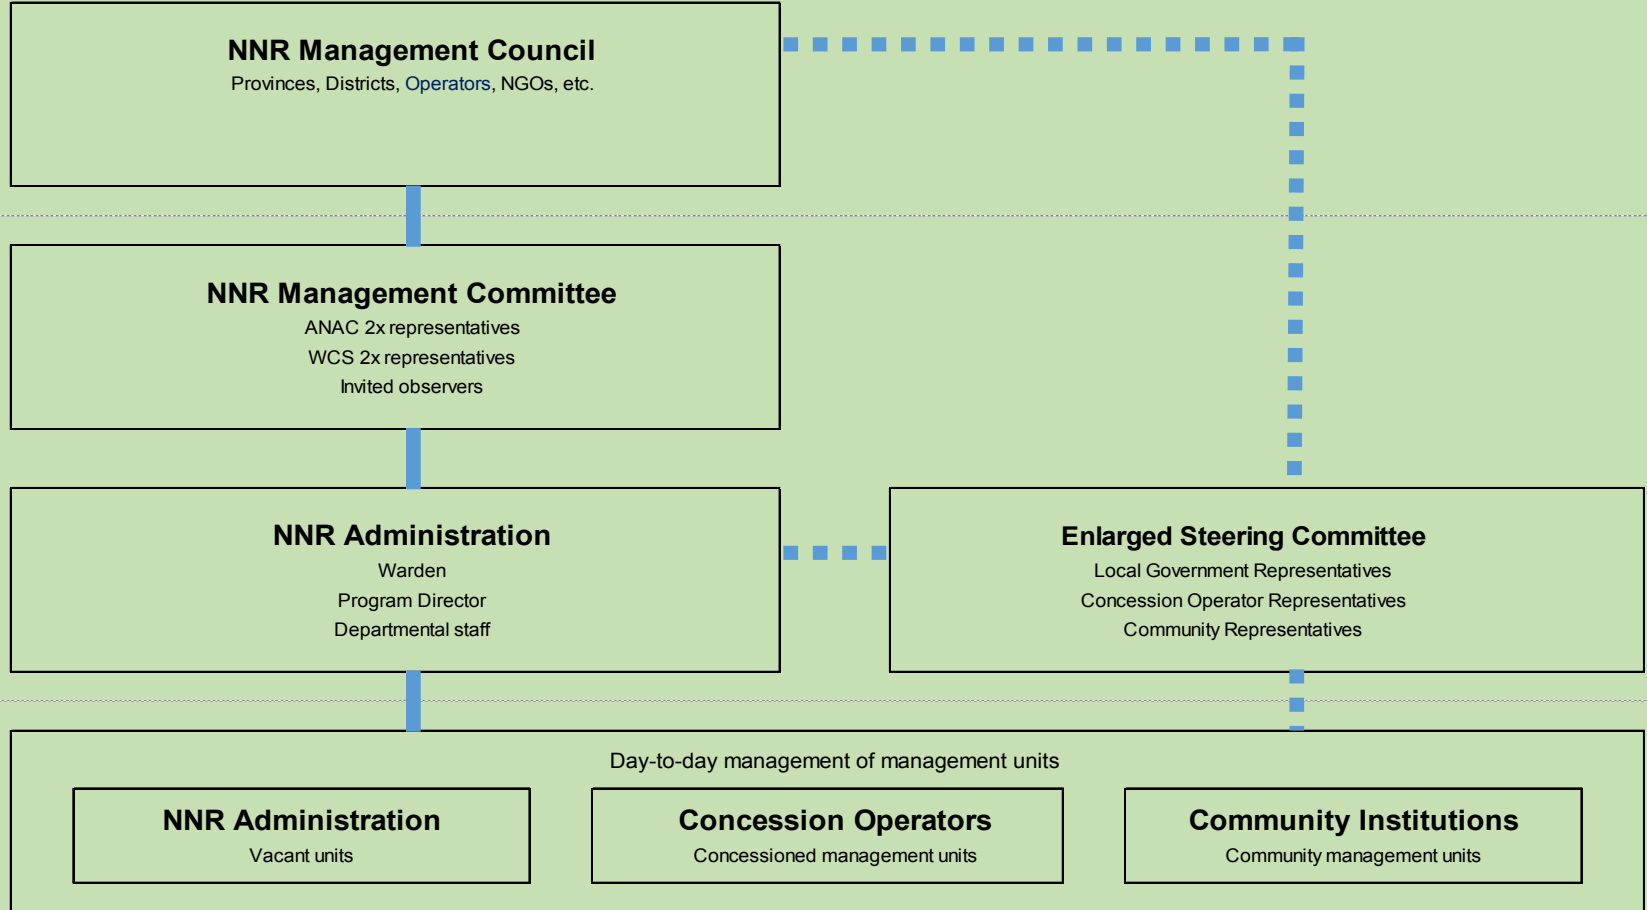 NNR Management Council
Provinces, Districts, Operators, NGOs, etc.
NNR Management Committee
ANAC 2x representatives
WCS 2x representatives
Invited observers
NNR Administration
Warden
Program Director
Departmental staff
Enlarged Steering Committee
Local Government Representatives
Concession Operator Representatives
Community Representatives
Day-to-day management of management units
NNR Administration
Vacant units
Concession Operators
Concessioned management units
Community Institutions
Community management units